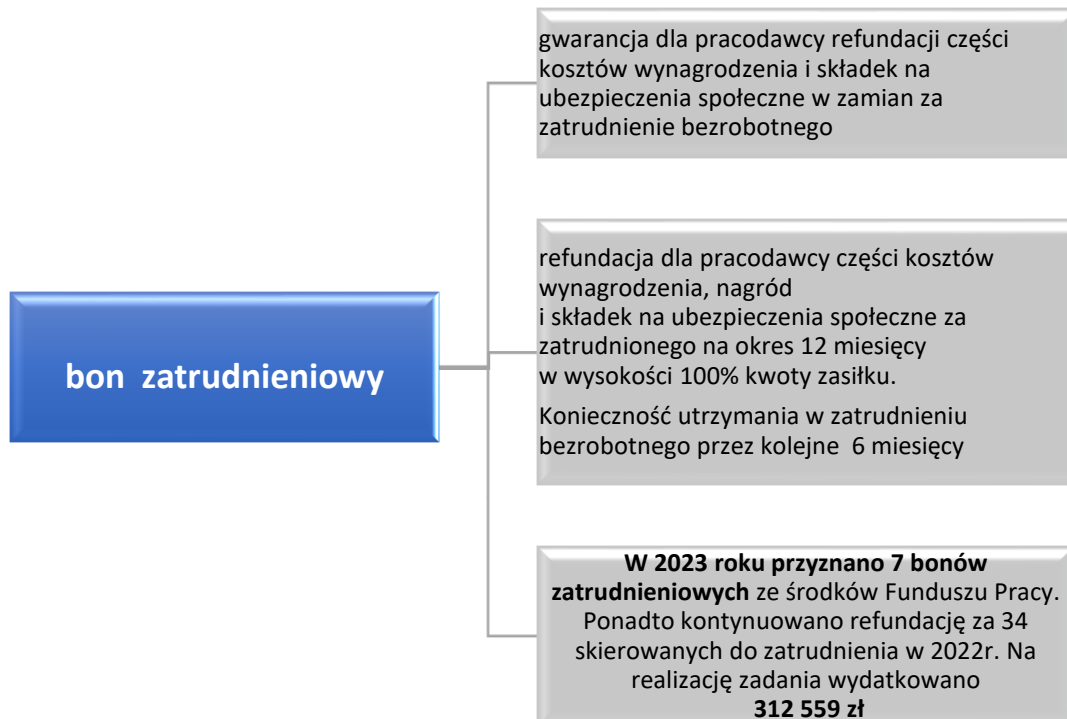 gwarancja dla pracodawcy refundacji części
kosztów wynagrodzenia i składek na
ubezpieczenia społeczne w zamian za
zatrudnienie bezrobotnego
bon zatrudnieniowy
refundacja dla pracodawcy części kosztów
wynagrodzenia, nagród
i składek na ubezpieczenia społeczne za
zatrudnionego na okres 12 miesięcy
w wysokości 100% kwoty zasiłku.
Konieczność utrzymania w zatrudnieniu
bezrobotnego przez kolejne 6 miesięcy
W 2023 roku przyznano 7 bonów
zatrudnieniowych ze środków Funduszu Pracy.
Ponadto kontynuowano refundację za 34
skierowanych do zatrudnienia w 2022r. Na
realizację zadania wydatkowano
312 559 zł